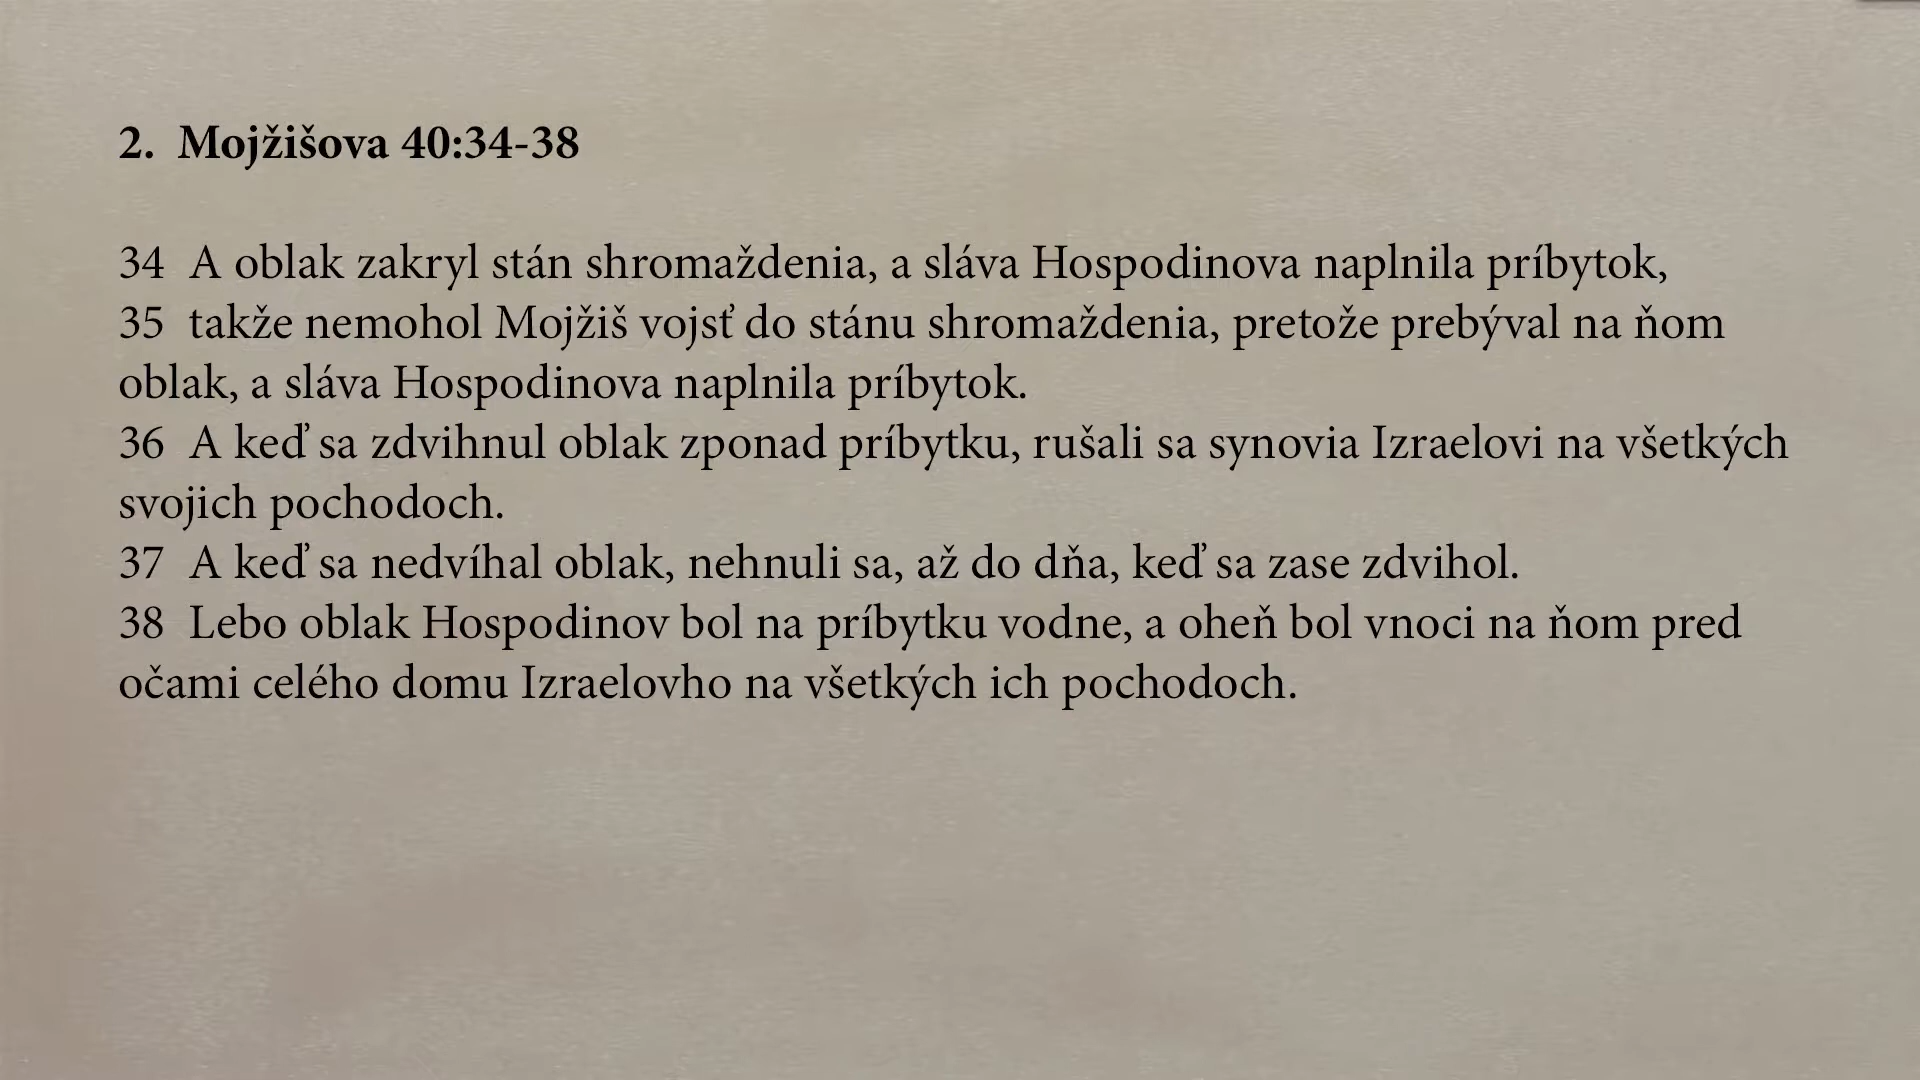 2. Mojžišova 40:34-38
34 A oblak zakryl stán shromaždenia, a sláva Hospodinova naplnila príbytok,
35 takže nemohol Mojžiš vojsť do stánu shromaždenia, pretože prebýval na ňom
oblak, a sláva Hospodinova naplnila príbytok.
36 A keď sa zdvihnul oblak zponad príbytku, rušali sa synovia Izraelovi na všetkých
svojich pochodoch.
37 A keď sa nedvíhal oblak, nehnuli sa, až do dňa, keď sa zase zdvihol.
38 Lebo oblak Hospodinov bol na príbytku vodne, a oheň bol vnoci na ňom pred
očami celého domu Izraelovho na všetkých ich pochodoch.